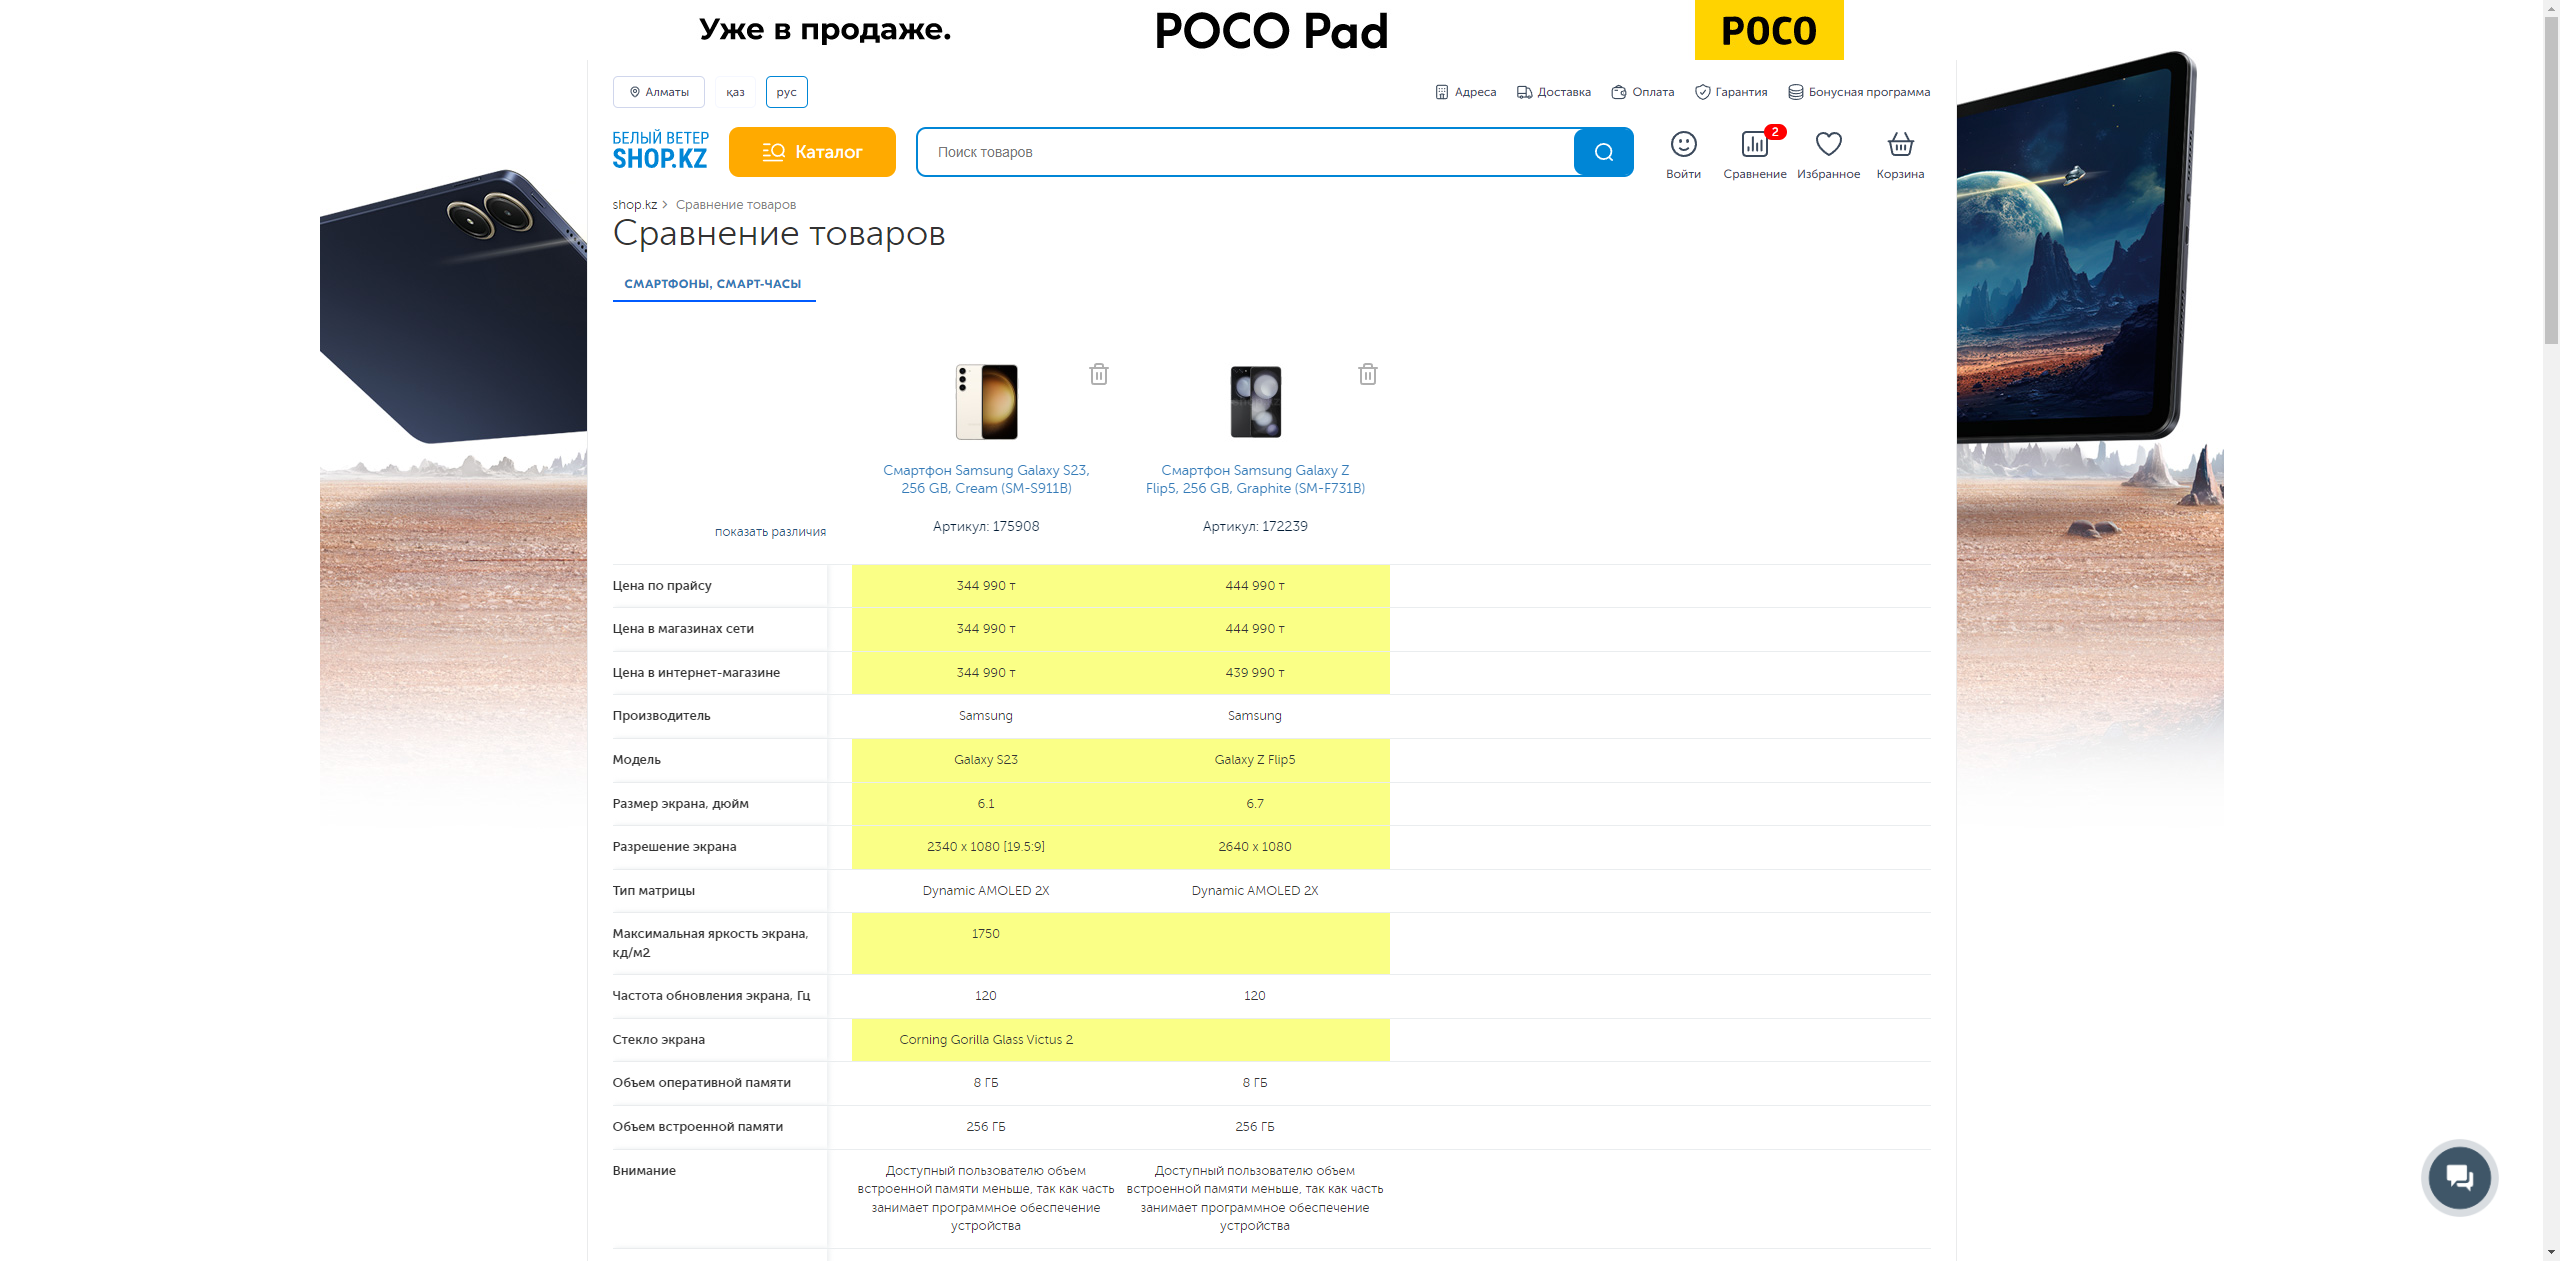 Уже в продаже.
POCO Pad
POCO
Алматы
қаз
рус
Адреса
Доставка
Оплата
Гарантия
Бонусная программа
БЕЛЫЙ ВЕТЕР
SHOP.KZ
Каталог
Поиск товаров
Войти
2
Сравнение
Избранное
Корзина
shop.kz
Сравнение товаров
Сравнение товаров
СМАРТФОНЫ, СМАРТ-ЧАСЫ
Смартфон Samsung Galaxy S23,
256 GB, Cream (SM-S911B)
Смартфон Samsung Galaxy Z
Flip5, 256 GB, Graphite (SM-F731B)
показать различия
Артикул: 175908
Артикул: 172239
Цена по прайсу
344 990 т
444 990 т
Цена в магазинах сети
344 990 т
444 990 т
Цена в интернет-магазине
344 990 т
439 990 т
Производитель
Samsung
Samsung
Модель
Galaxy S23
Galaxy Z Flip5
Размер экрана, дюйм
6.1
6.7
Разрешение экрана
2340 x 1080 [19.5:9]
2640 x 1080
Тип матрицы
Dynamic AMOLED 2X
Dynamic AMOLED 2X
Максимальная яркость экрана,
кд/м2
1750
Частота обновления экрана, Гц
120
120
Стекло экрана
Corning Gorilla Glass Victus 2
Объем оперативной памяти
8 ГБ
8 ГБ
Объем встроенной памяти
256 ГБ
256 ГБ
Внимание
Доступный пользователю объем
встроенной памяти меньше, так как часть
занимает программное обеспечение
устройства
Доступный пользователю объем
встроенной памяти меньше, так как часть
занимает программное обеспечение
устройства